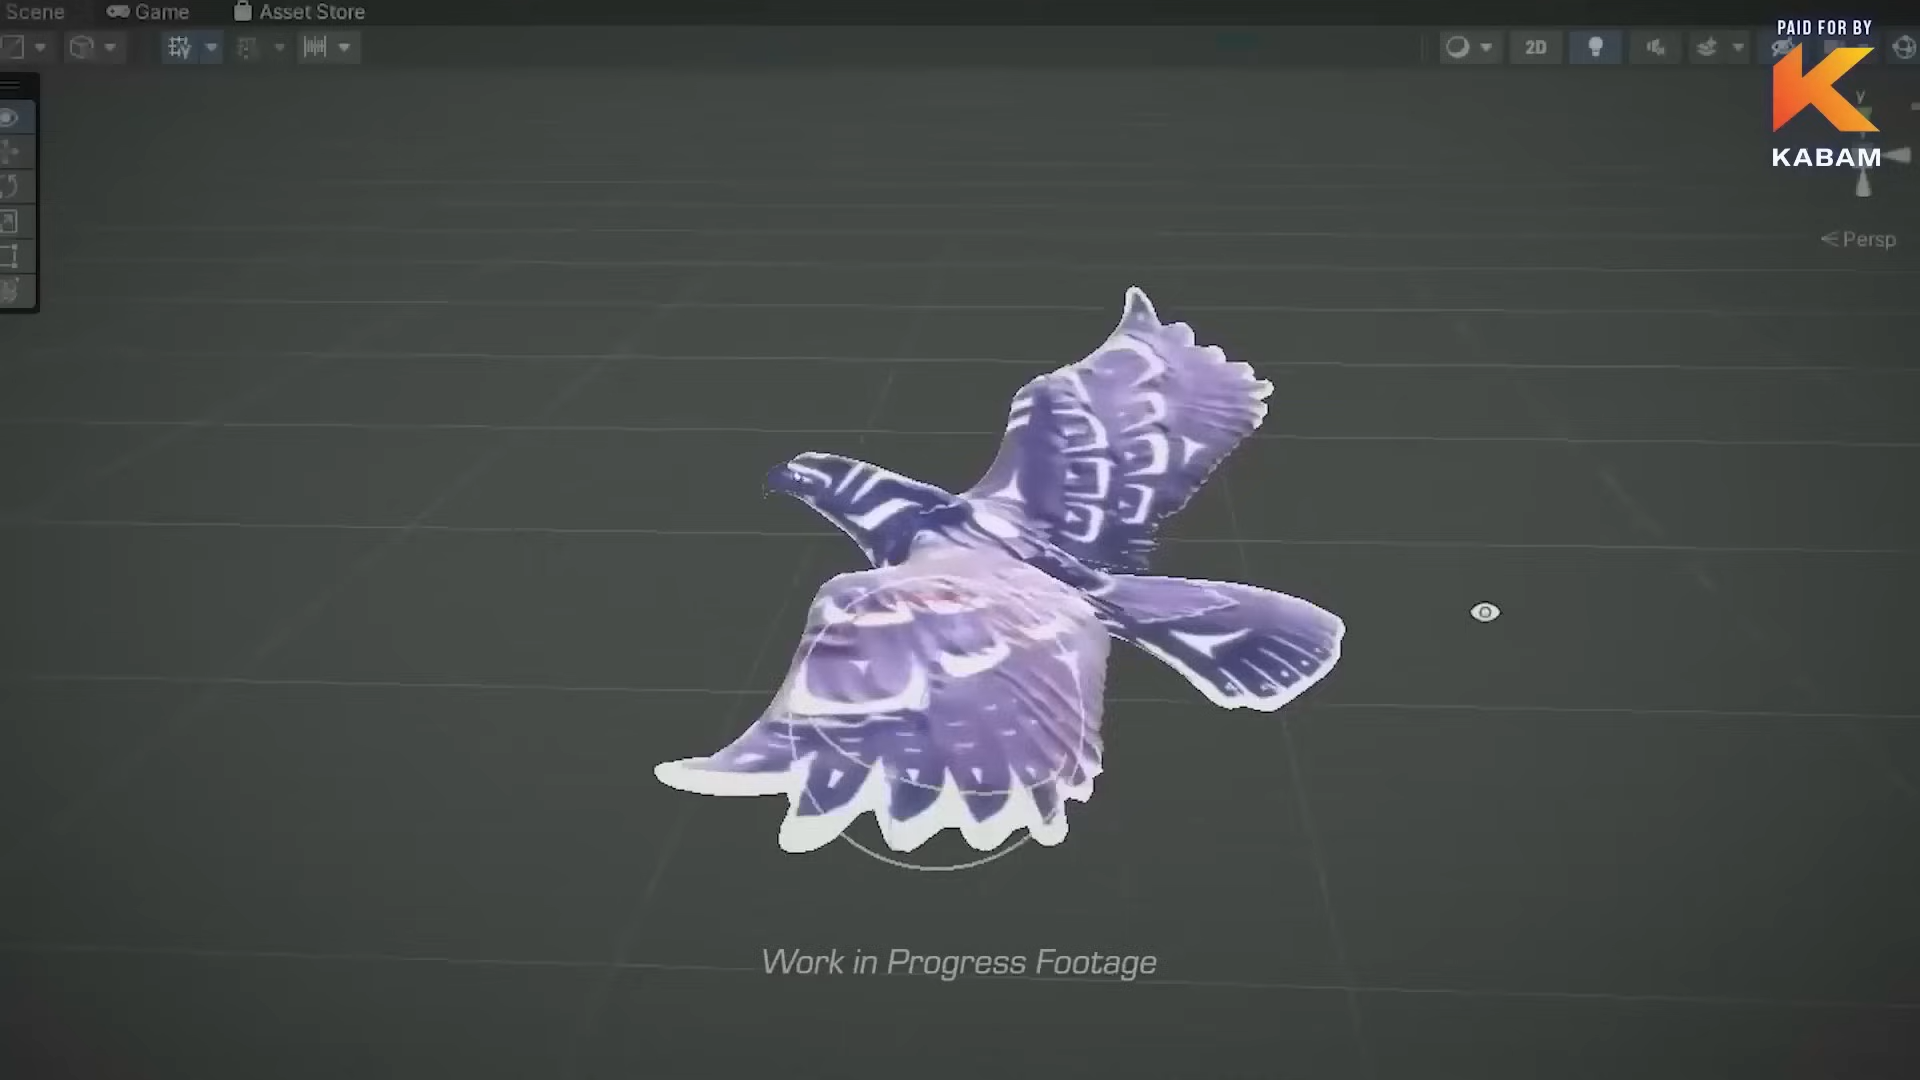 Scene
Game
Asset Store
2D
PAID FOR BY
KABAM
y
Persp
Work in Progress Footage